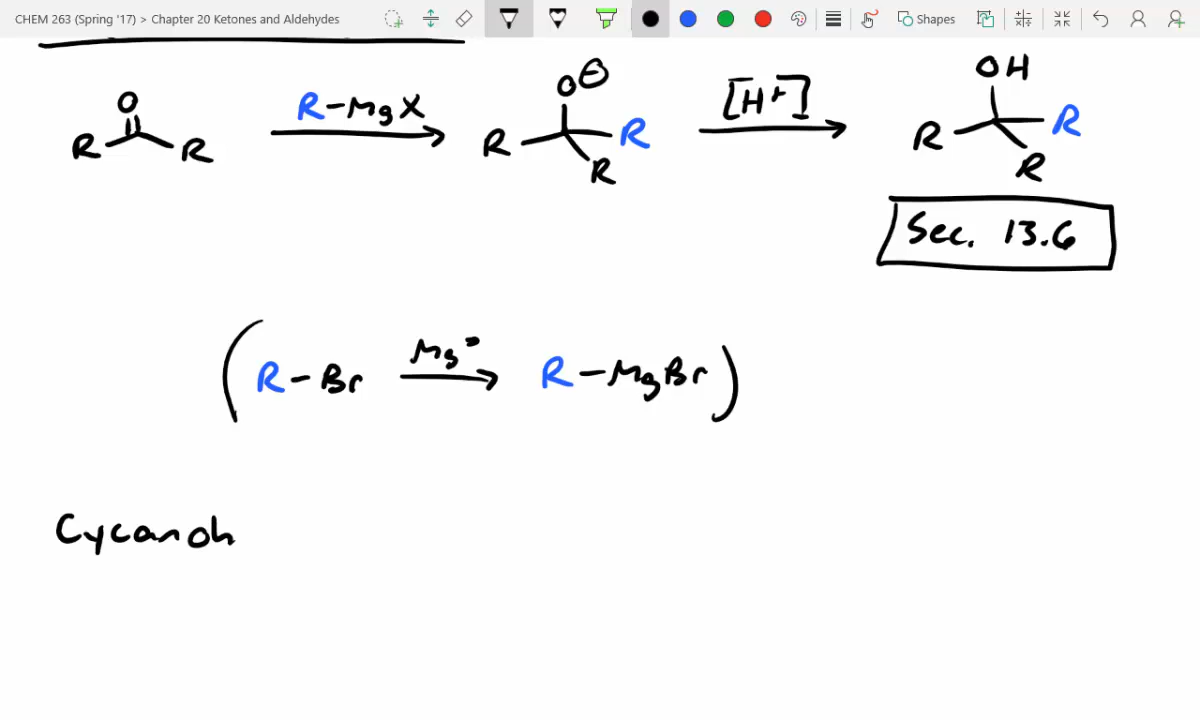 CHEM 263 (Spring '17) > Chapter 20 Ketones and Aldehydes Shapes
O O⊖ OH
R R R-MgX R R R [H+] R R R
Sec. 13.6
(R-Br Mg° R-MgBr)
Cycanoh